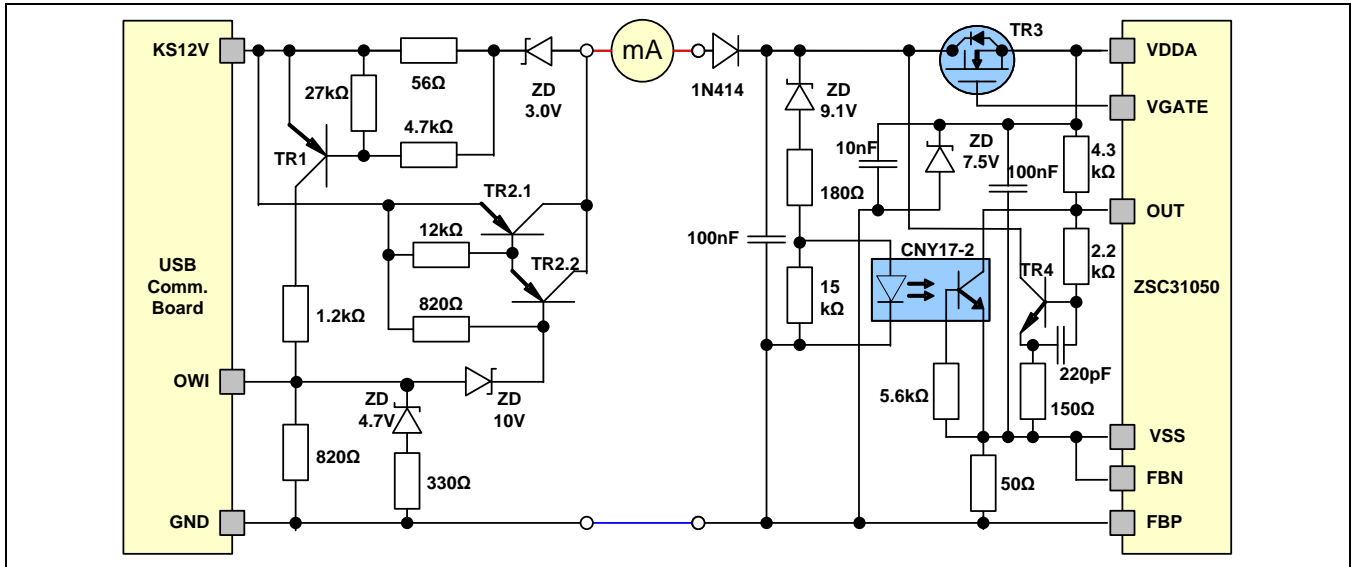 KS12V
56Ω
27kΩ
4.7kΩ
TR1
ZD
3.0V
mA
1N414
TR3
VDDA
VGATE
ZD
9.1V
10nF
ZD
7.5V
100nF
4.3
kΩ
180Ω
OUT
TR2.1
12kΩ
TR2.2
820Ω
100nF
CNY17-2
TR4
2.2
kΩ
USB
Comm.
Board
1.2kΩ
15
kΩ
ZSC31050
220pF
OWI
ZD
4.7V
ZD
10V
5.6kΩ
150Ω
820Ω
330Ω
VSS
50Ω
FBN
GND
FBP